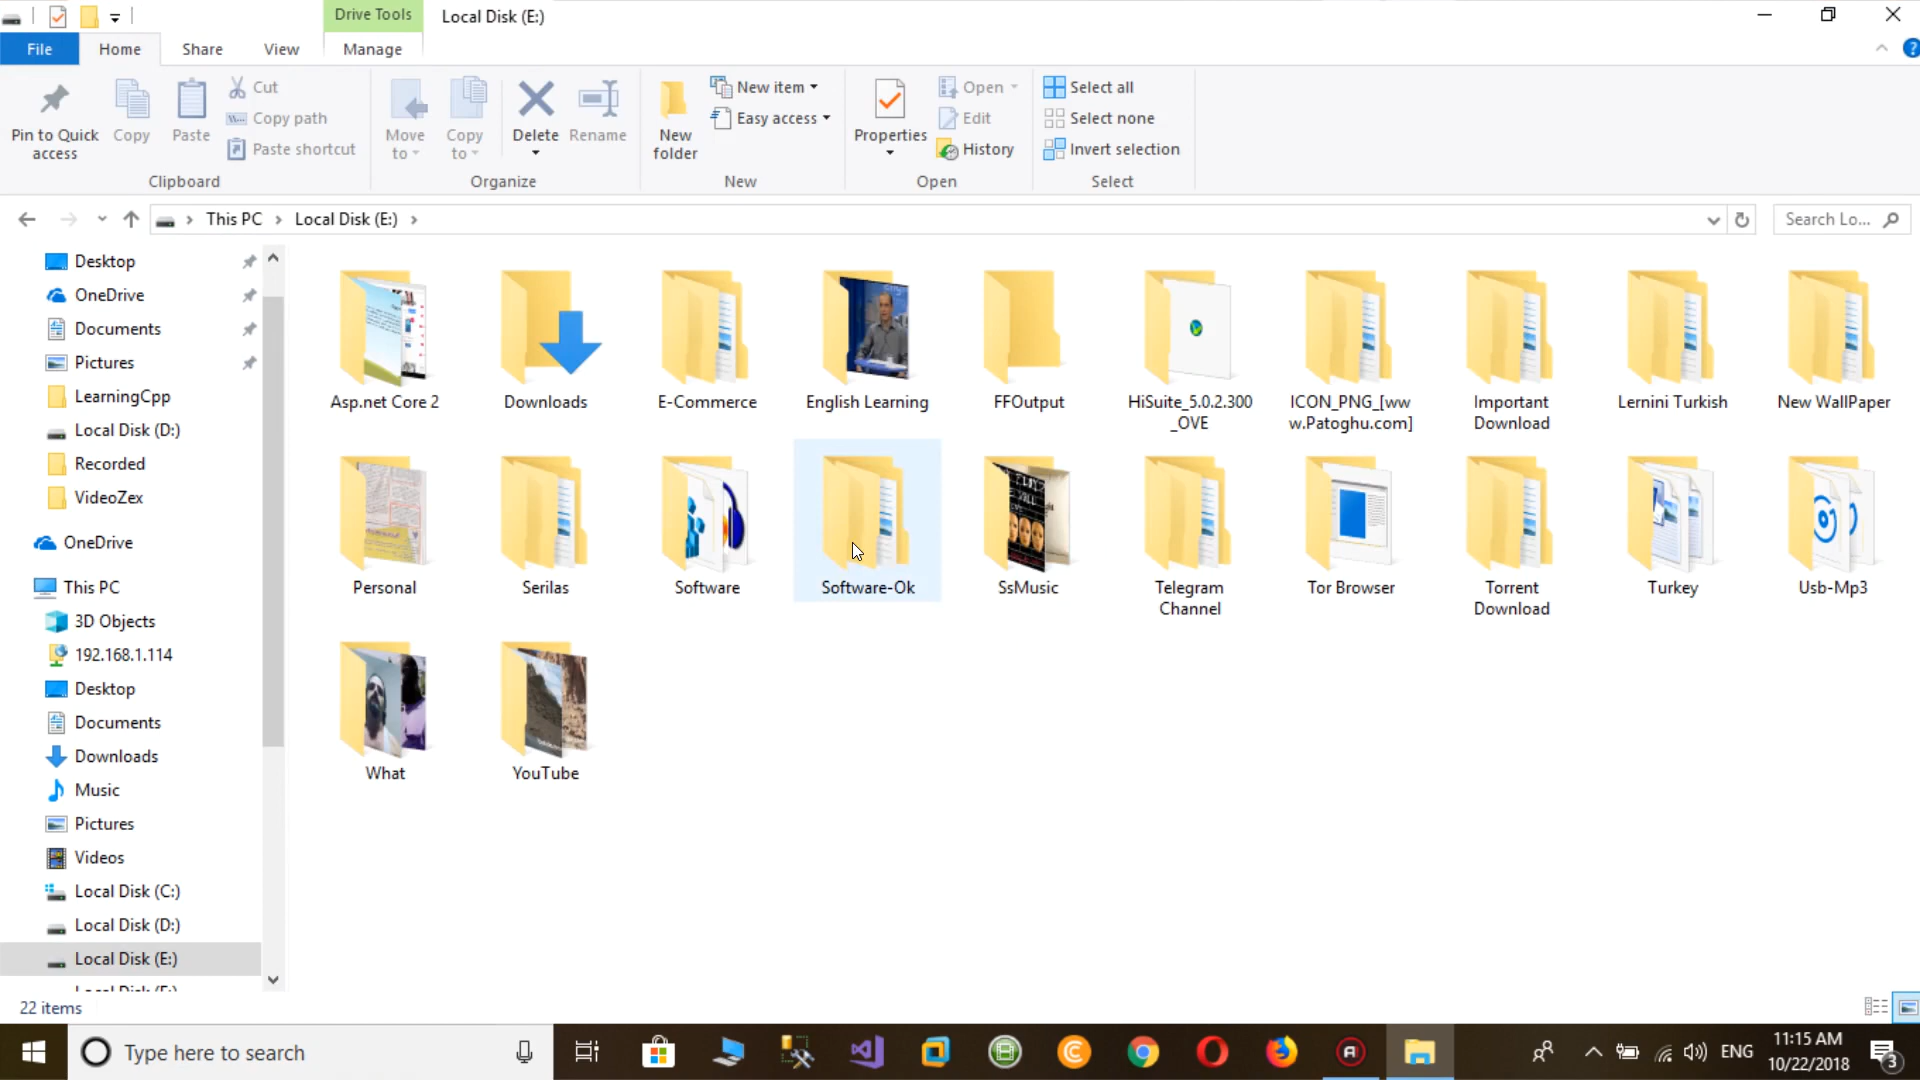 Drive Tools
Local Disk (E:)
File
Home
Share
View
Manage
Pin to Quick access
Copy
Paste
Cut
Copy path
Paste shortcut
Clipboard
Move to
Copy to
Delete
Rename
Organize
New folder
New item
Easy access
New
Properties
Open
Edit
History
Open
Select all
Select none
Invert selection
Select
This PC
Local Disk (E:)
Search Lo...
Desktop
OneDrive
Documents
Pictures
LearningCpp
Local Disk (D:)
Recorded
VideoZex
OneDrive
This PC
3D Objects
192.168.1.114
Desktop
Documents
Downloads
Music
Pictures
Videos
Local Disk (C:)
Local Disk (D:)
Local Disk (E:)
Asp.net Core 2
Downloads
E-Commerce
English Learning
FFOutput
HiSuite_5.0.2.300
_OVE
ICON_PNG_[ww
w.Patoghu.com]
Important
Download
Lernini Turkish
New WallPaper
Personal
Serilas
Software
Software-Ok
SsMusic
Telegram
Channel
Tor Browser
Torrent
Download
Turkey
Usb-Mp3
What
YouTube
22 items
Type here to search
ENG
11:15 AM
10/22/2018
3